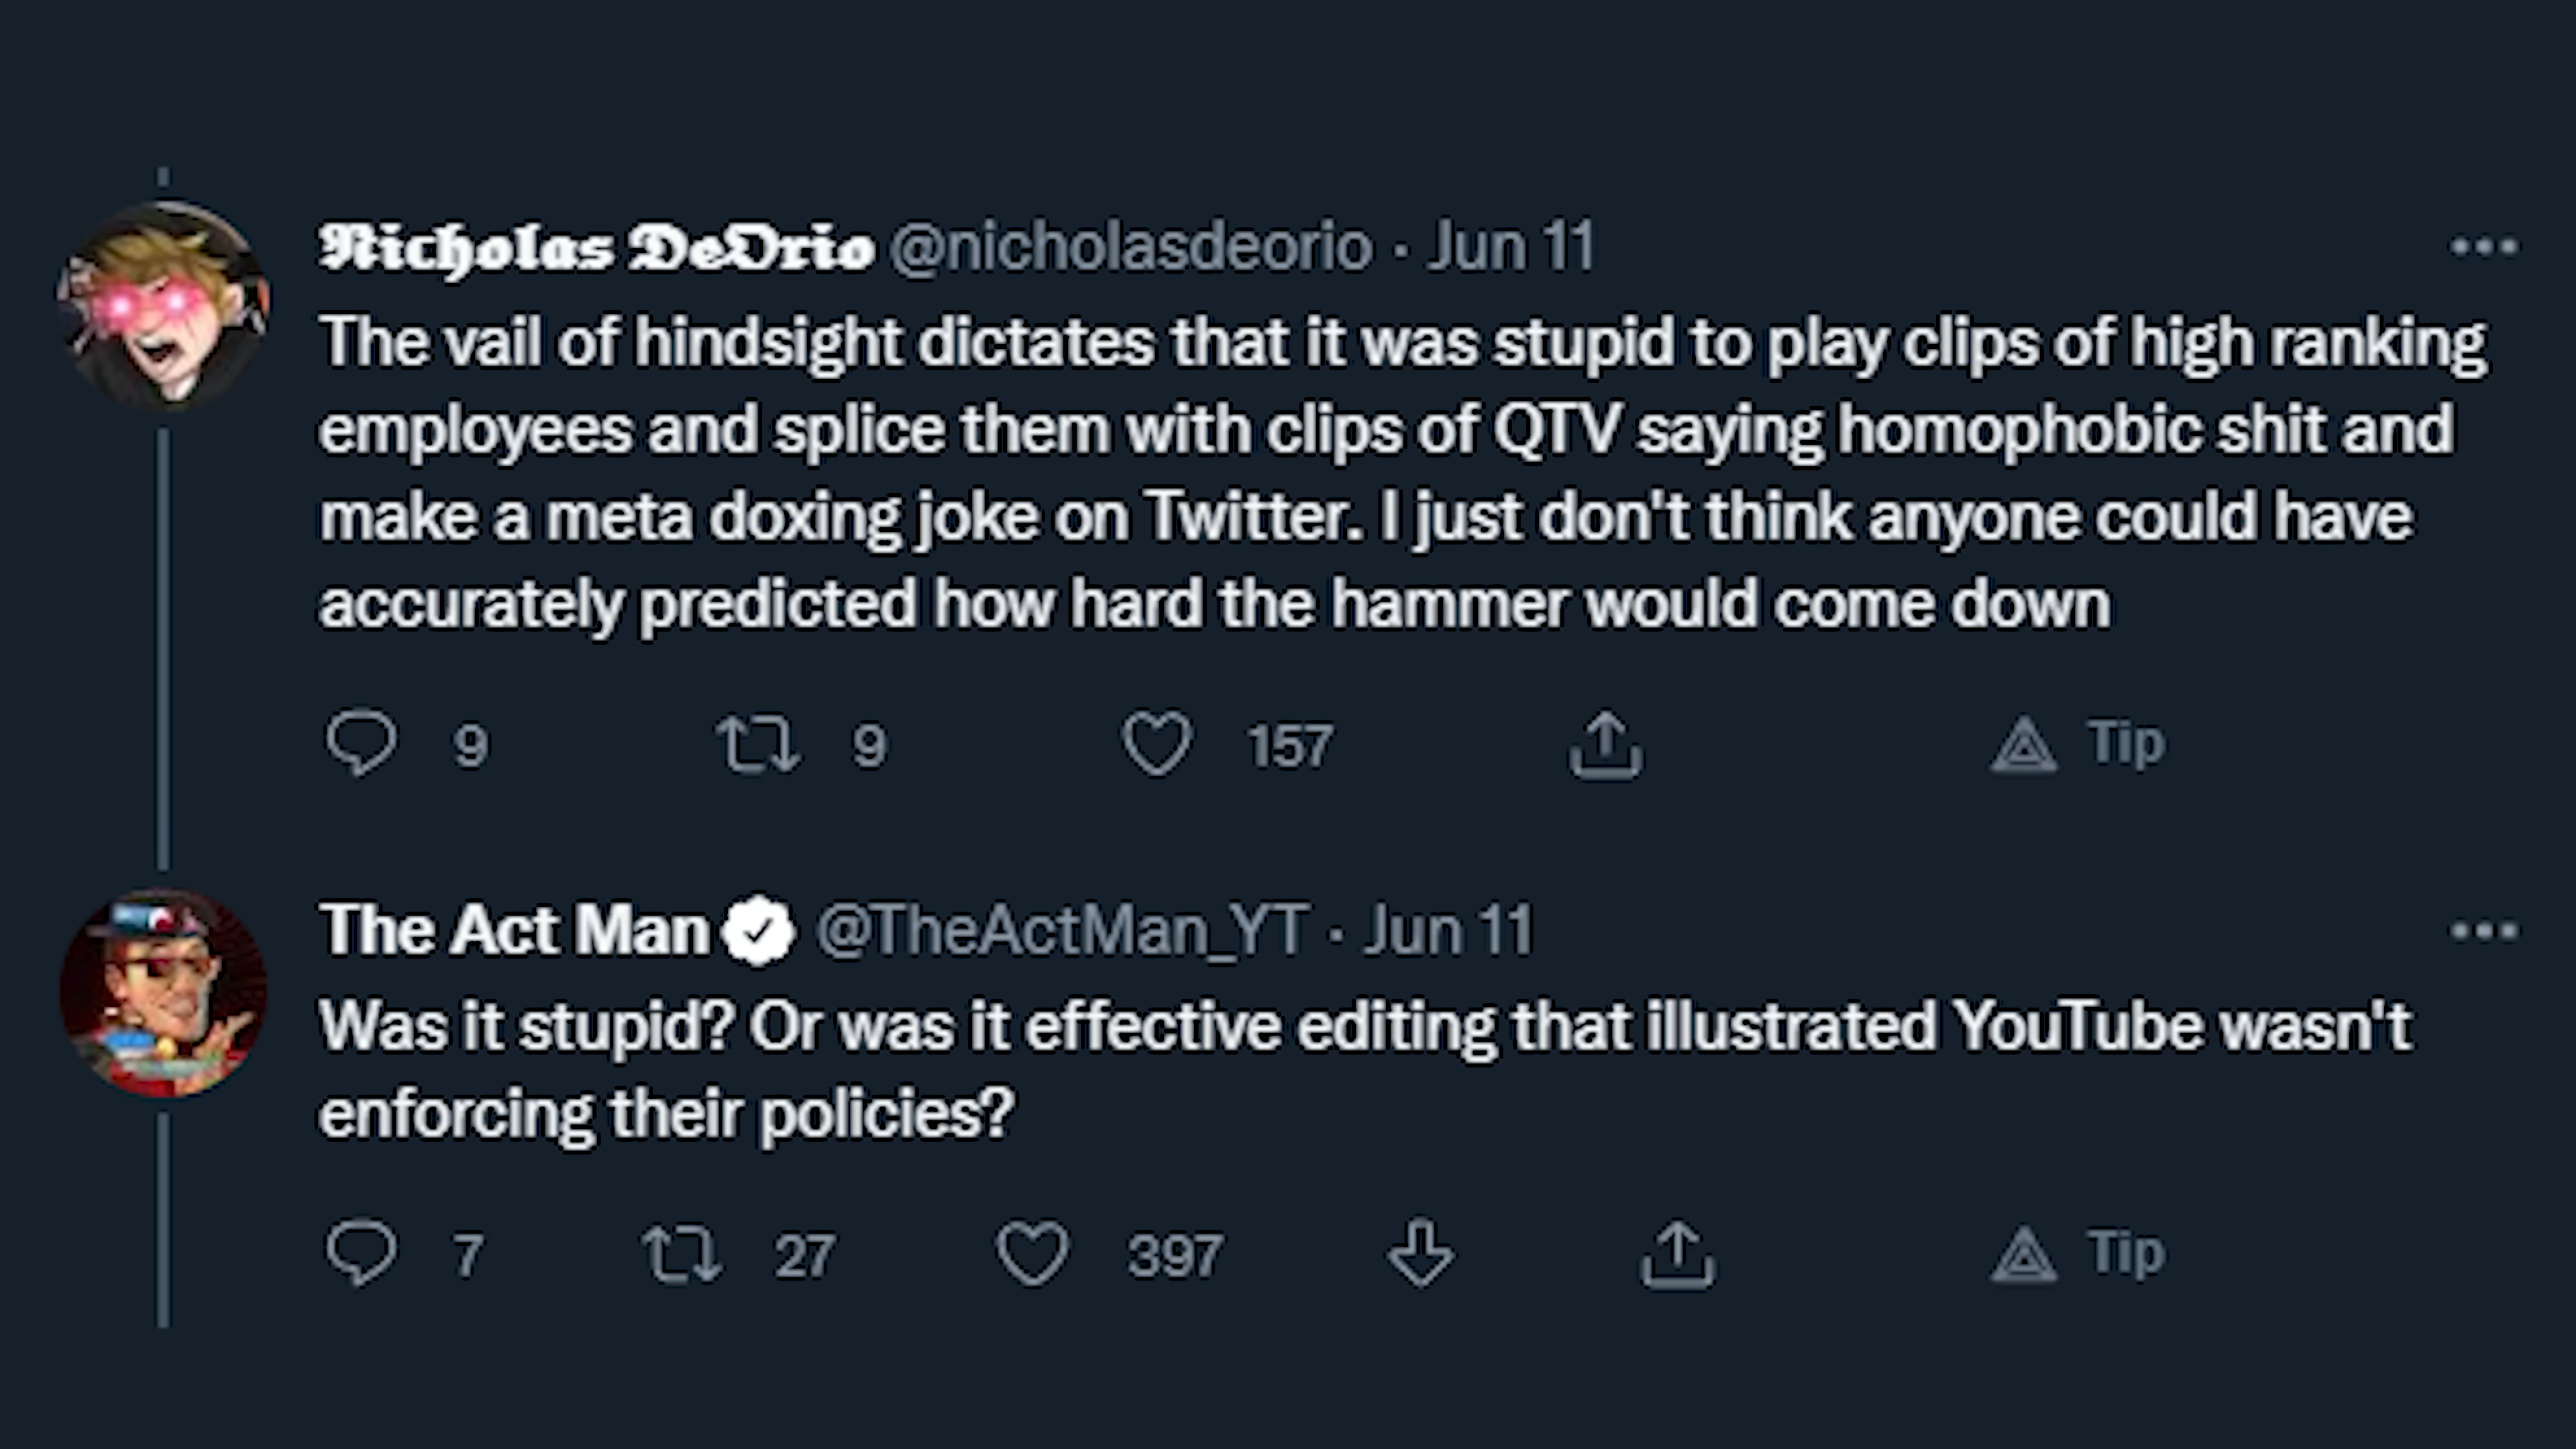 Nicholas DeOrio @nicholasdeorio · Jun 11
The vail of hindsight dictates that it was stupid to play clips of high ranking
employees and splice them with clips of QTV saying homophobic shit and
make a meta doxing joke on Twitter. I just don't think anyone could have
accurately predicted how hard the hammer would come down
9 9 157 Tip
The Act Man @TheActMan_YT · Jun 11
Was it stupid? Or was it effective editing that illustrated YouTube wasn't
enforcing their policies?
7 27 397 Tip